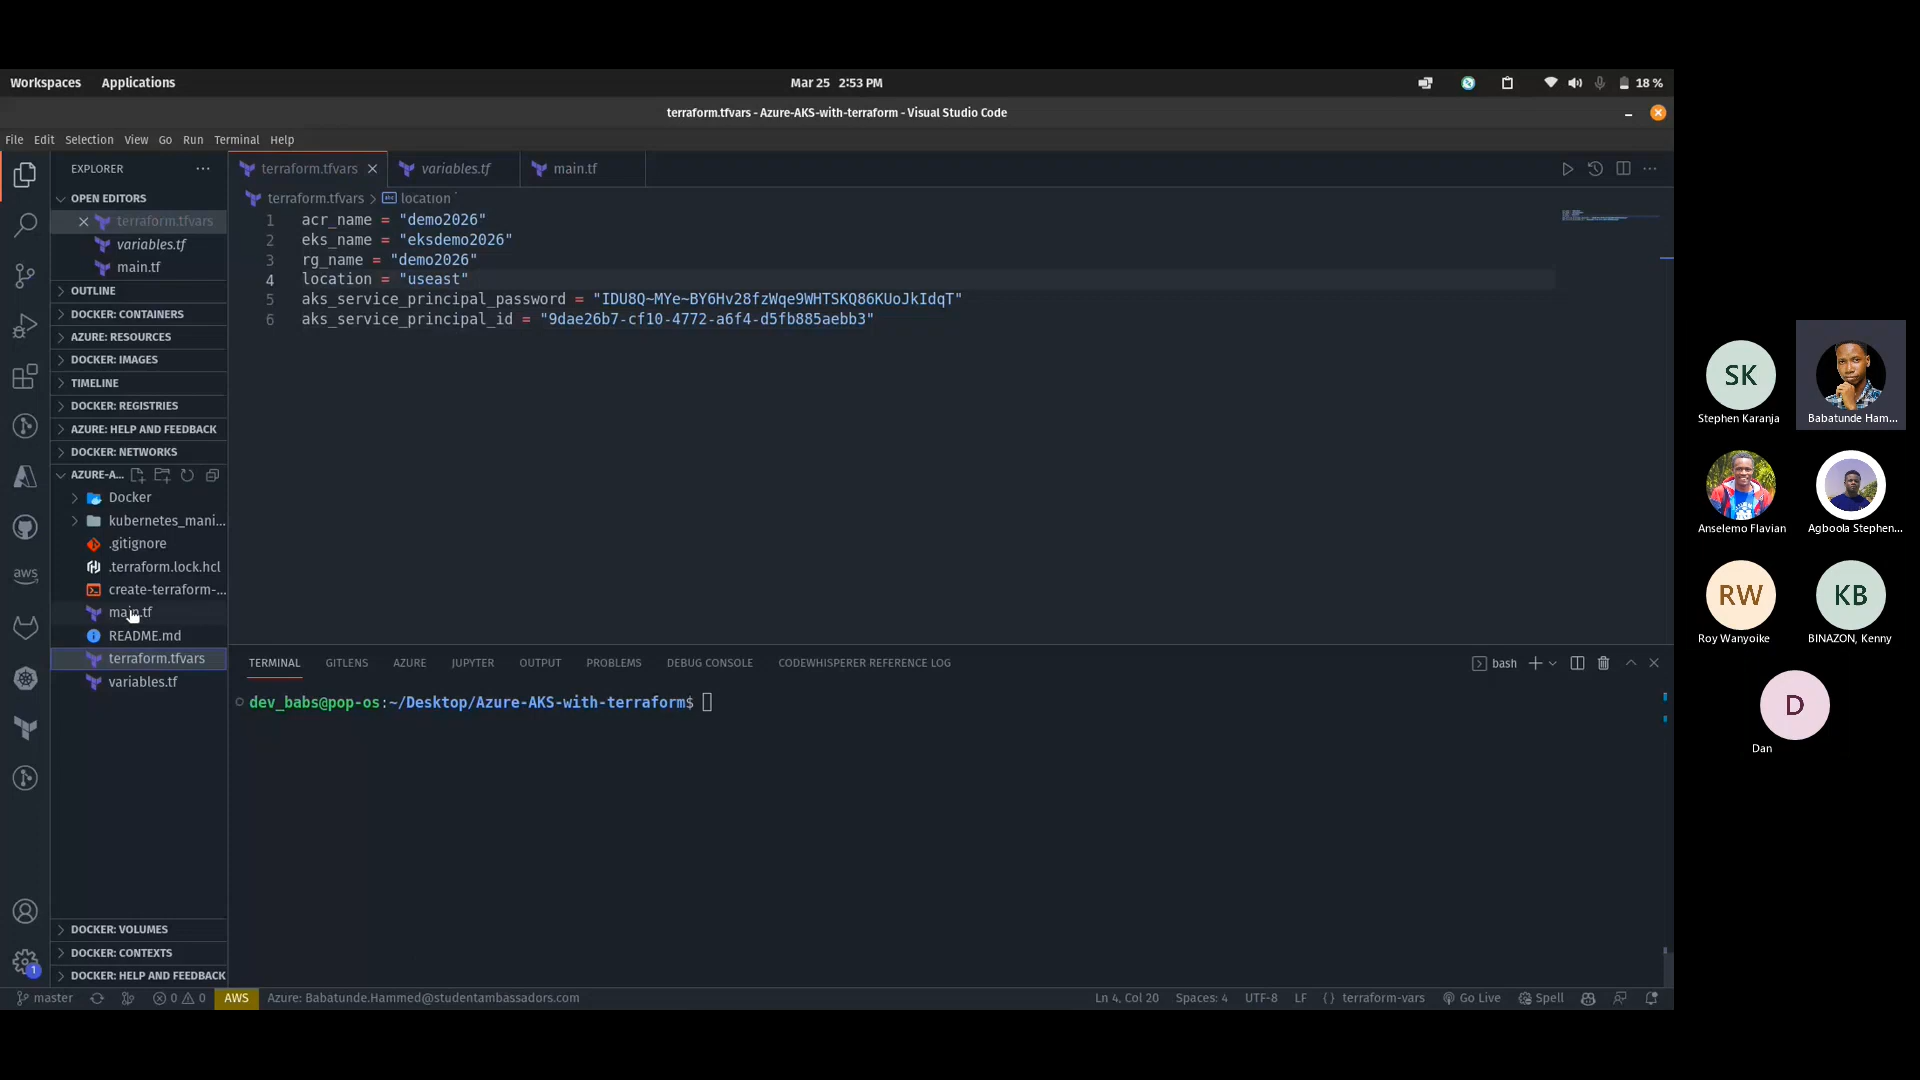 Workspaces Applications Mar 25 2:53 PM 18 %
terraform.tfvars - Azure-AKS-with-terraform - Visual Studio Code
File Edit Selection View Go Run Terminal Help
EXPLORER
OPEN EDITORS
terraform.tfvars
variables.tf
main.tf
OUTLINE
DOCKER: CONTAINERS
AZURE: RESOURCES
DOCKER: IMAGES
TIMELINE
DOCKER: REGISTRIES
AZURE: HELP AND FEEDBACK
DOCKER: NETWORKS
AZURE-A...
Docker
kubernetes_mani...
.gitignore
.terraform.lock.hcl
create-terraform-...
main.tf
README.md
terraform.tfvars
variables.tf
DOCKER: VOLUMES
DOCKER: CONTEXTS
DOCKER: HELP AND FEEDBACK
terraform.tfvars variables.tf main.tf
terraform.tfvars > location
1 acr_name = "demo2026"
2 eks_name = "eksdemo2026"
3 rg_name = "demo2026"
4 location = "useast"
5 aks_service_principal_password = "IDU8Q~MYe~BY6Hv28fzWqe9WHTSKQ86KUoJkIdqT"
6 aks_service_principal_id = "9dae26b7-cf10-4772-a6f4-d5fb885aebb3"
TERMINAL GITLENS AZURE JUPYTER OUTPUT PROBLEMS DEBUG CONSOLE CODEWHISPERER REFERENCE LOG bash
dev_babs@pop-os:~/Desktop/Azure-AKS-with-terraform$
aws
1
master 0 0 AWS Azure: Babatunde.Hammed@studentambassadors.com Ln 4, Col 20 Spaces: 4 UTF-8 LF {} terraform-vars Go Live Spell
SK
Stephen Karanja
Babatunde Ham...
Anselemo Flavian
Agboola Stephen...
RW
Roy Wanyoike
KB
BINAZON, Kenny
D
Dan